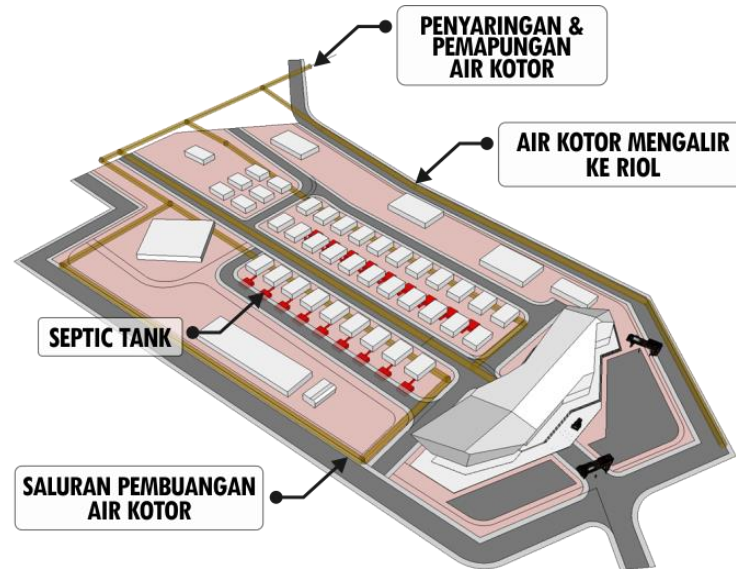 PENYARINGAN &
PEMAPUNGAN
AIR KOTOR
AIR KOTOR MENGALIR
KE RIOL
SEPTIC TANK
SALURAN PEMBUANGAN
AIR KOTOR